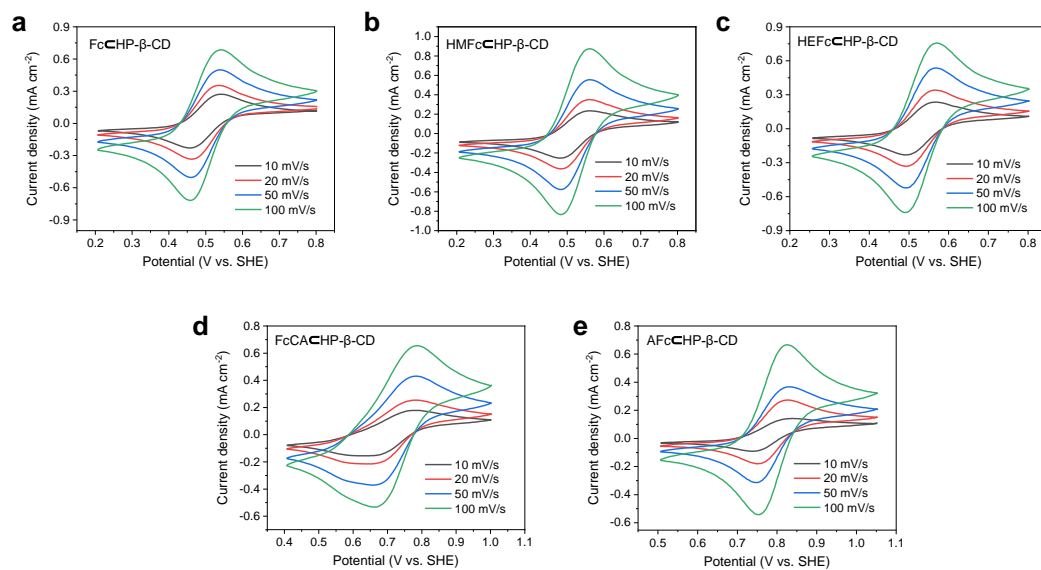 a
Fc⊂HP-β-CD
0.9
0.6
0.3
0.0
-0.3
-0.6
-0.9
Current density (mA cm⁻²)
10 mV/s
20 mV/s
50 mV/s
100 mV/s
0.2 0.3 0.4 0.5 0.6 0.7 0.8
Potential (V vs. SHE)
b
HMFc⊂HP-β-CD
1.0
0.8
0.6
0.4
0.2
0.0
-0.2
-0.4
-0.6
-0.8
-1.0
Current density (mA cm⁻²)
10 mV/s
20 mV/s
50 mV/s
100 mV/s
0.2 0.3 0.4 0.5 0.6 0.7 0.8
Potential (V vs. SHE)
c
HEFc⊂HP-β-CD
0.9
0.6
0.3
0.0
-0.3
-0.6
-0.9
Current density (mA cm⁻²)
10 mV/s
20 mV/s
50 mV/s
100 mV/s
0.2 0.3 0.4 0.5 0.6 0.7 0.8
Potential (V vs. SHE)
d
FcCA⊂HP-β-CD
0.8
0.6
0.4
0.2
0.0
-0.2
-0.4
-0.6
Current density (mA cm⁻²)
10 mV/s
20 mV/s
50 mV/s
100 mV/s
0.4 0.5 0.6 0.7 0.8 0.9 1.0 1.1
Potential (V vs. SHE)
e
AFc⊂HP-β-CD
0.8
0.6
0.4
0.2
0.0
-0.2
-0.4
-0.6
Current density (mA cm⁻²)
10 mV/s
20 mV/s
50 mV/s
100 mV/s
0.5 0.6 0.7 0.8 0.9 1.0 1.1
Potential (V vs. SHE)